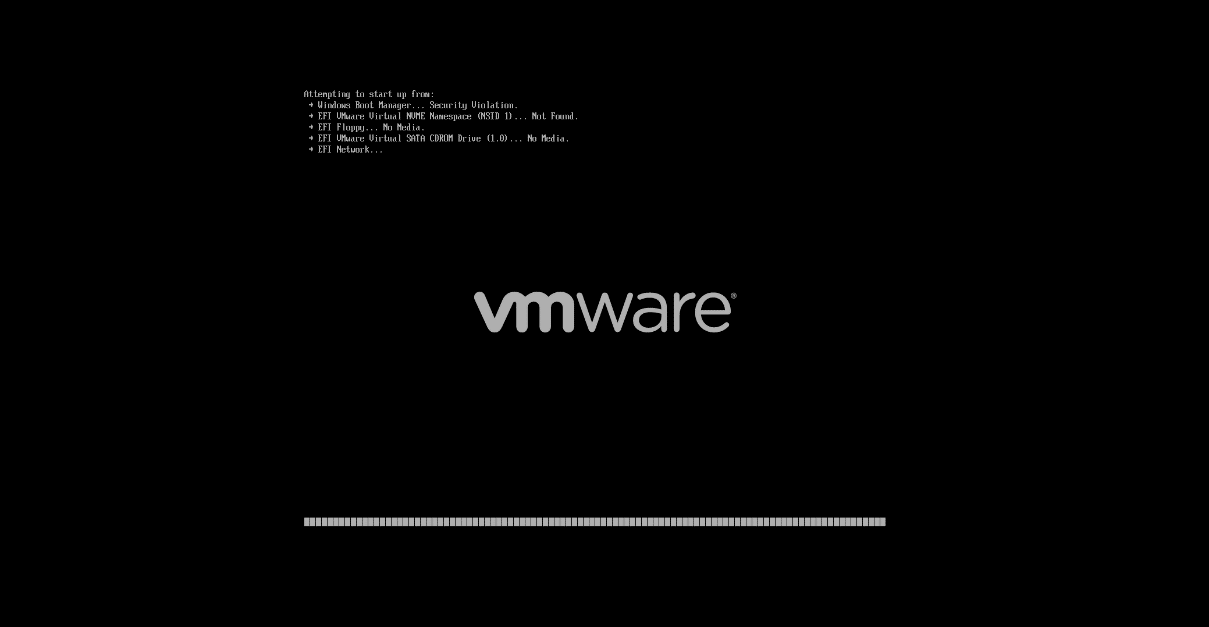 Attempting to start up from:
→ Windows Boot Manager... Security Violation.
→ EFI VMware Virtual NVME Namespace (NSID 1)... Not Found.
→ EFI Floppy... No Media.
→ EFI VMware Virtual SATA CDROM Drive (1.0)... No Media.
→ EFI Network...
vmware®